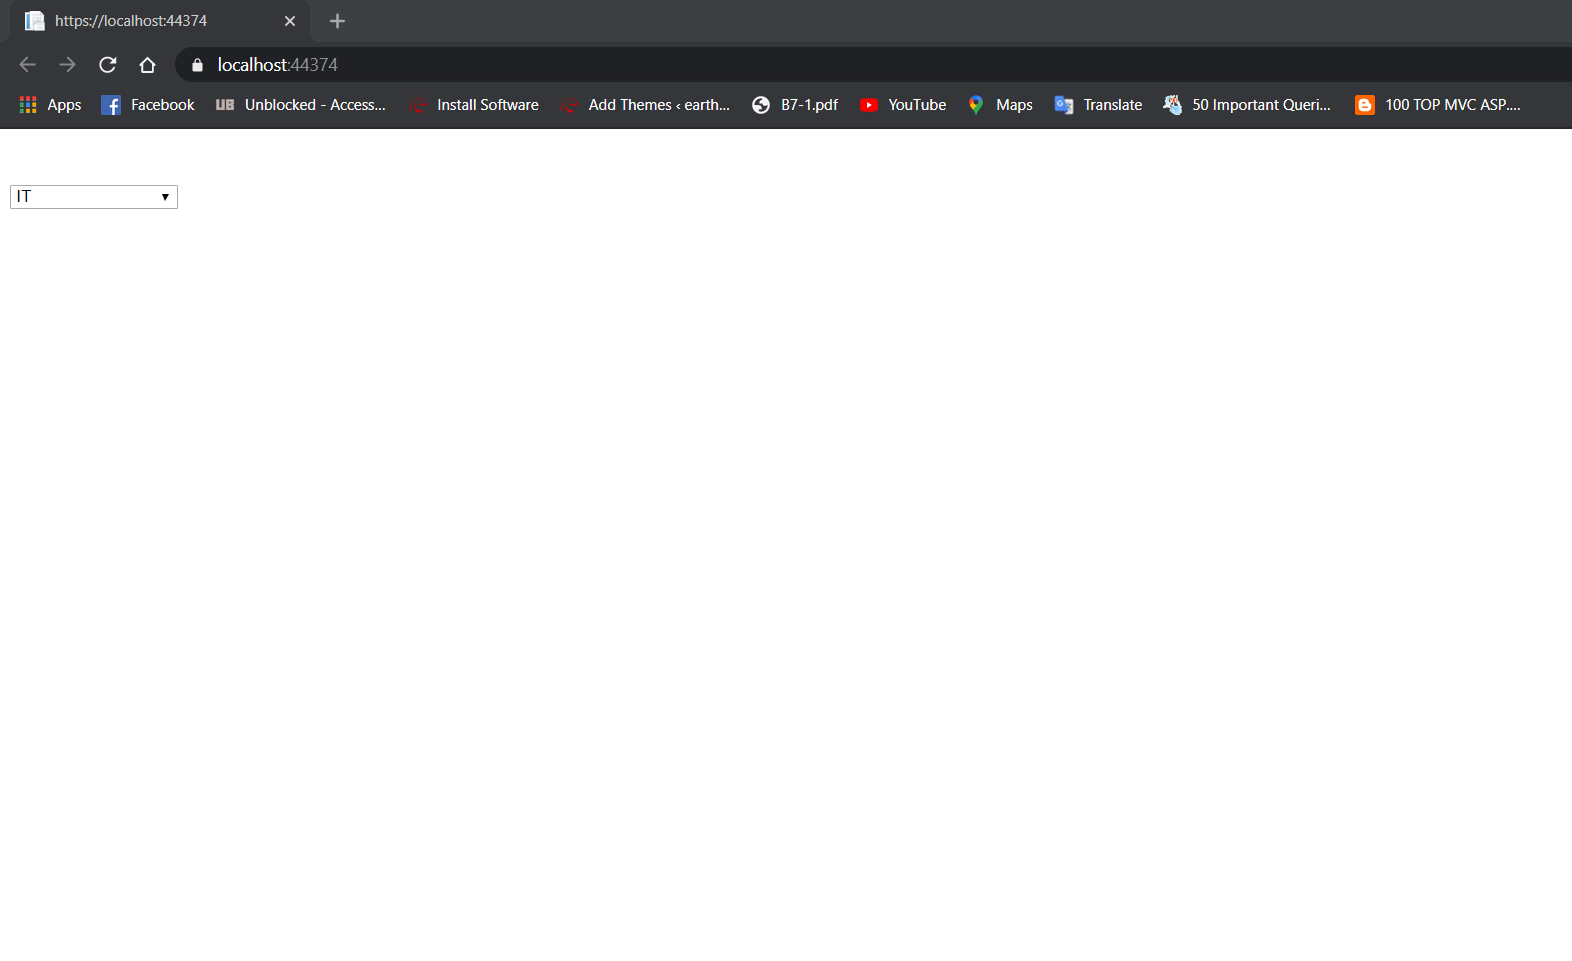 https://localhost:44374
localhost:44374
Apps Facebook UB Unblocked - Access... Install Software Add Themes ‹ earth... B7-1.pdf YouTube Maps Translate 50 Important Queri... 100 TOP MVC ASP....
IT